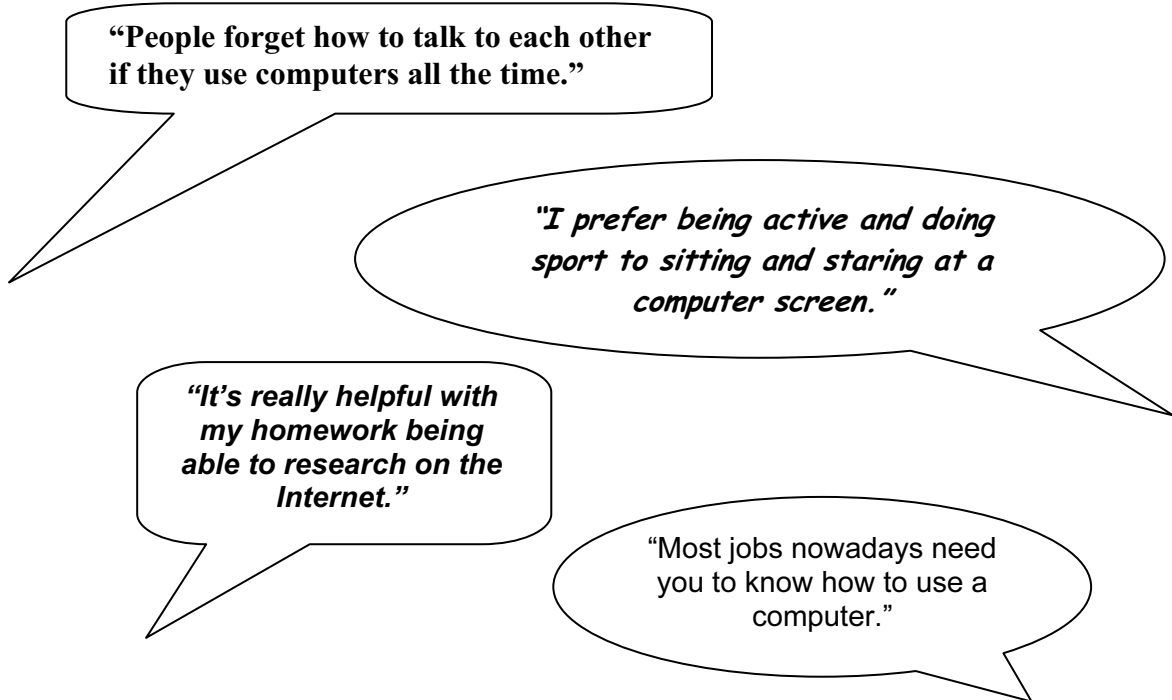 “People forget how to talk to each other
if they use computers all the time.”
“I prefer being active and doing
sport to sitting and staring at a
computer screen.”
“It’s really helpful with
my homework being
able to research on the
Internet.”
“Most jobs nowadays need
you to know how to use a
computer.”